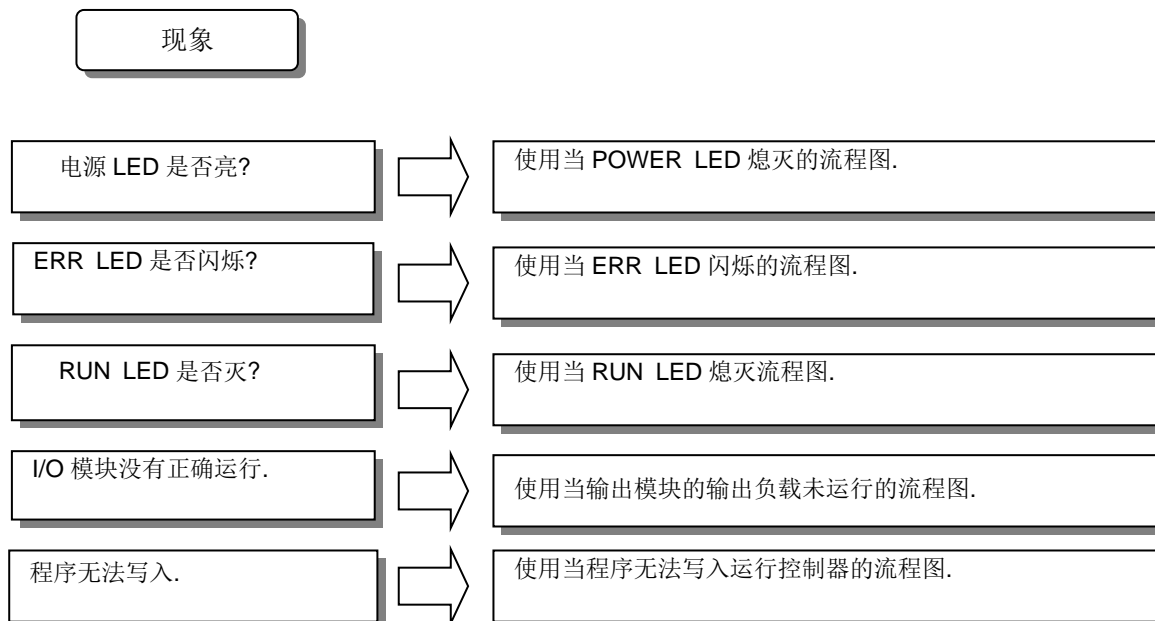 现象
电源 LED 是否亮?
使用当 POWER LED 熄灭的流程图.
ERR LED 是否闪烁?
使用当 ERR LED 闪烁的流程图.
RUN LED 是否灭?
使用当 RUN LED 熄灭流程图.
I/O 模块没有正确运行.
使用当输出模块的输出负载未运行的流程图.
程序无法写入.
使用当程序无法写入运行控制器的流程图.